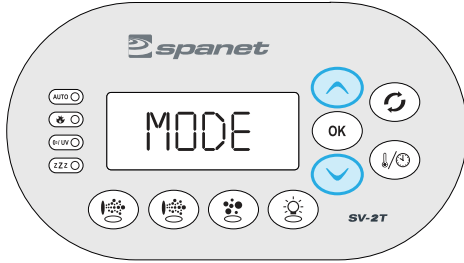 spanet
AUTO
MODE
OK
O₃/UV
zZz
SV-2T